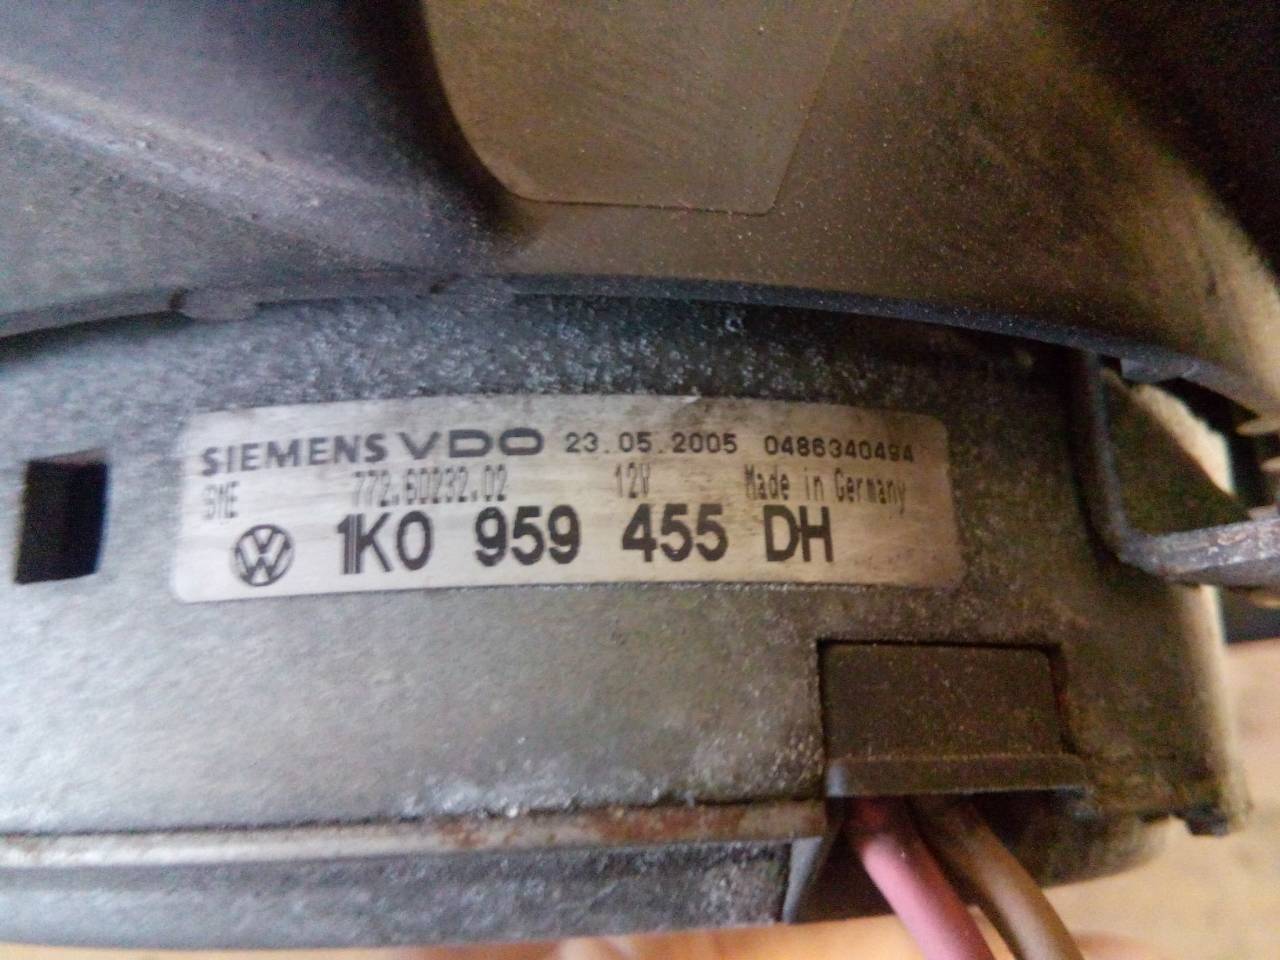 SIEMENS VDO 23.05.2005 0486340494
SME 772.60232.02 12V Made in Germany
1K0 959 455 DH